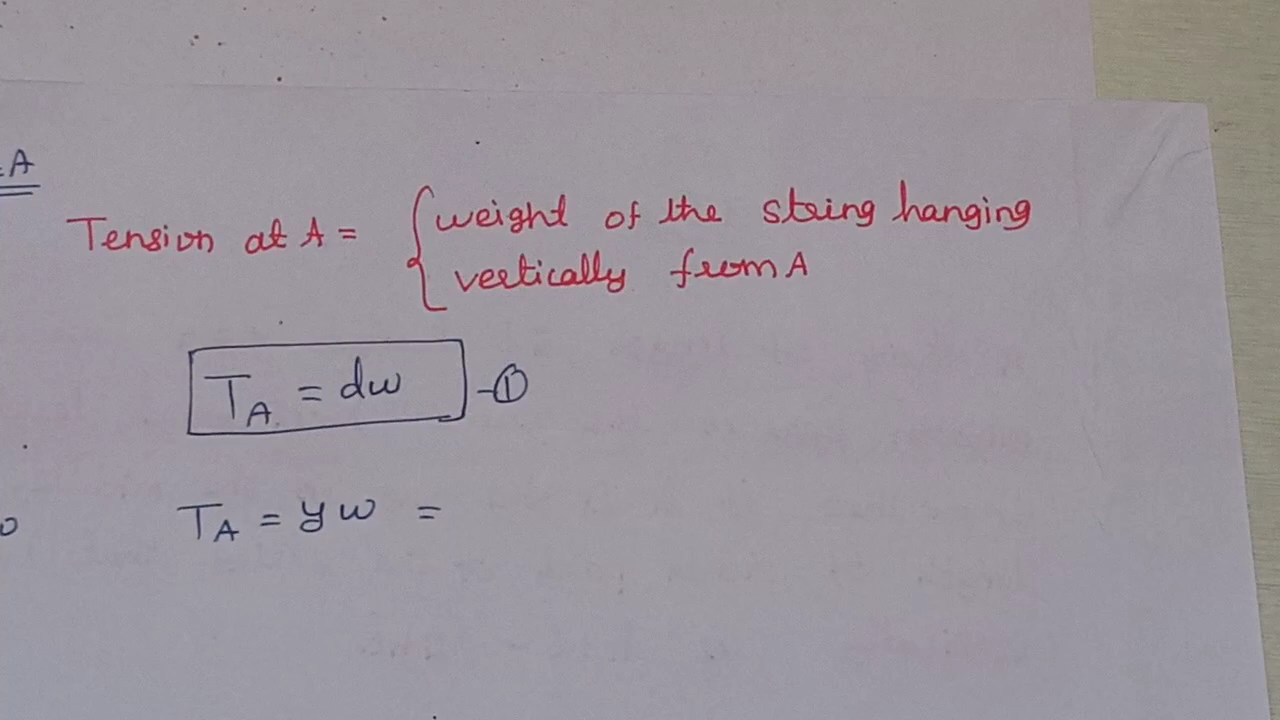 =A
Tension at A = { weight of the string hanging
vertically from A
T_A = dw —①
T_A = yw =